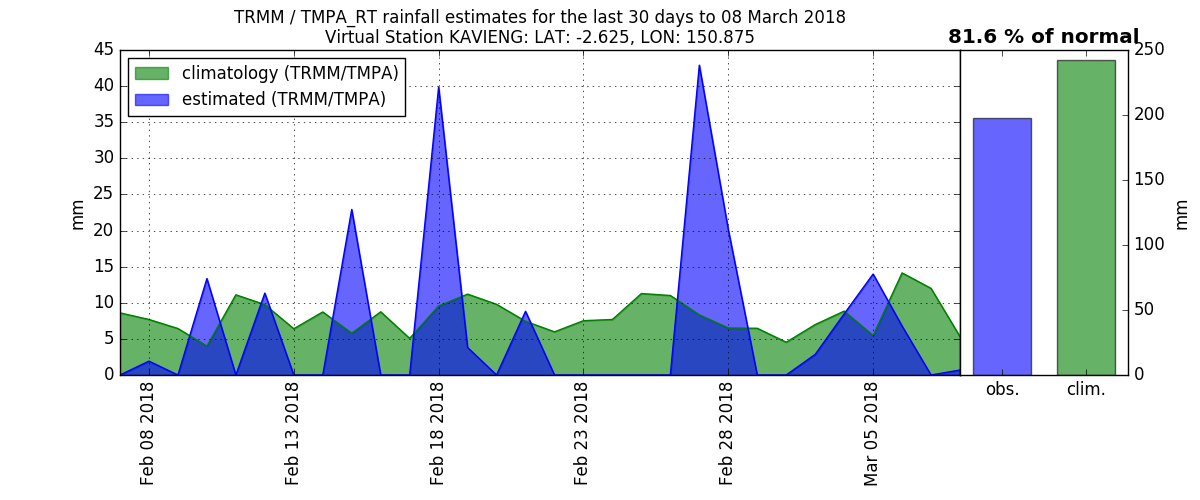 TRMM / TMPA_RT rainfall estimates for the last 30 days to 08 March 2018
Virtual Station KAVIENG: LAT: -2.625, LON: 150.875
81.6 % of normal
climatology (TRMM/TMPA)
estimated (TRMM/TMPA)
mm
45
40
35
30
25
20
15
10
5
0
Feb 08 2018
Feb 13 2018
Feb 18 2018
Feb 23 2018
Feb 28 2018
Mar 05 2018
obs.
clim.
250
200
150
100
50
0
mm